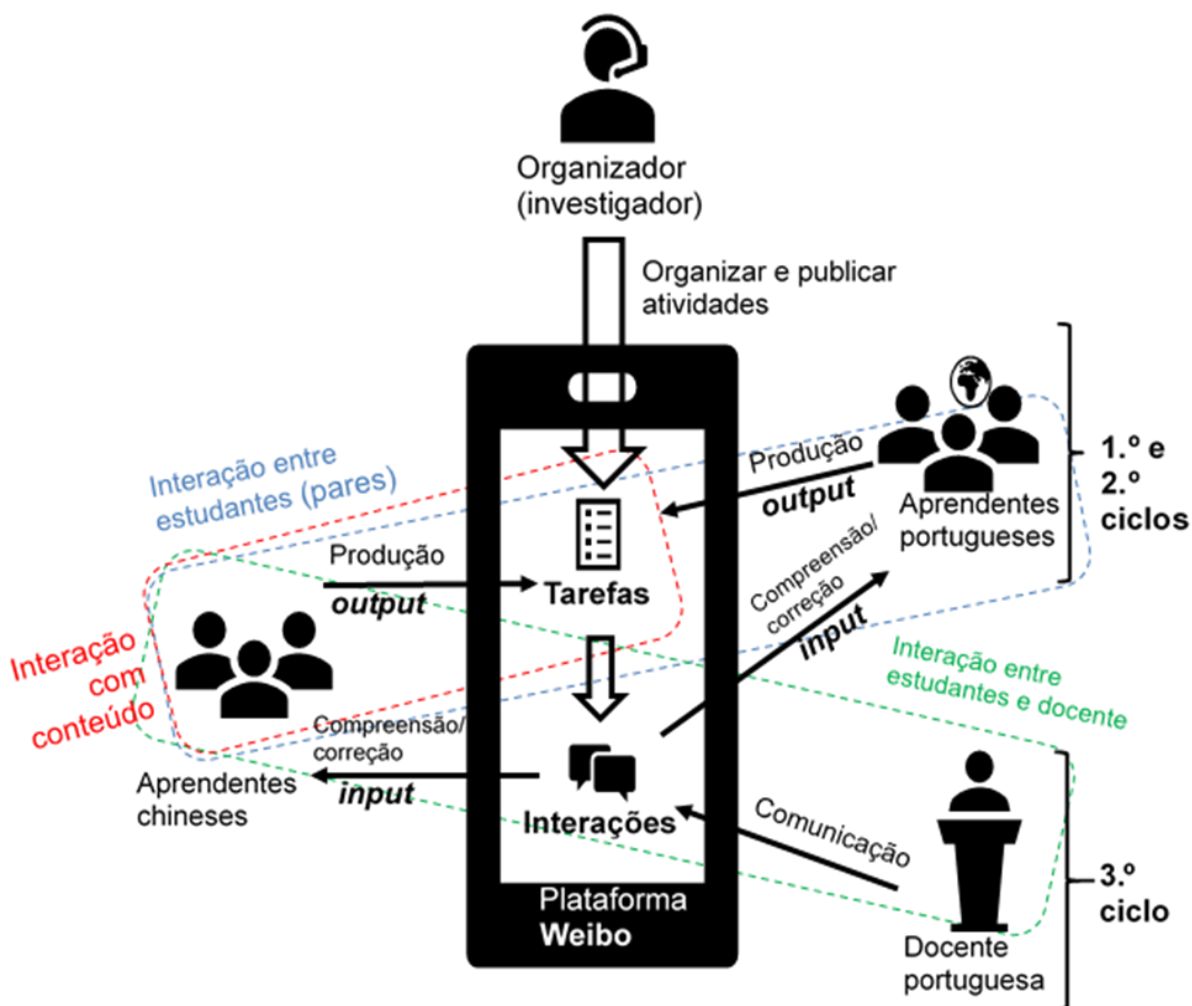 Organizador
(investigador)
Organizar e publicar
atividades
Interação entre
estudantes (pares)
Produção
output
Aprendentes
portugueses
1.º e
2.º
ciclos
Produção
output
Tarefas
Compreensão/
correção
input
Interação
com
conteúdo
Interação entre
estudantes e docente
Compreensão/
correção
input
Aprendentes
chineses
Interações
Comunicação
3.º
ciclo
Plataforma
Weibo
Docente
portuguesa